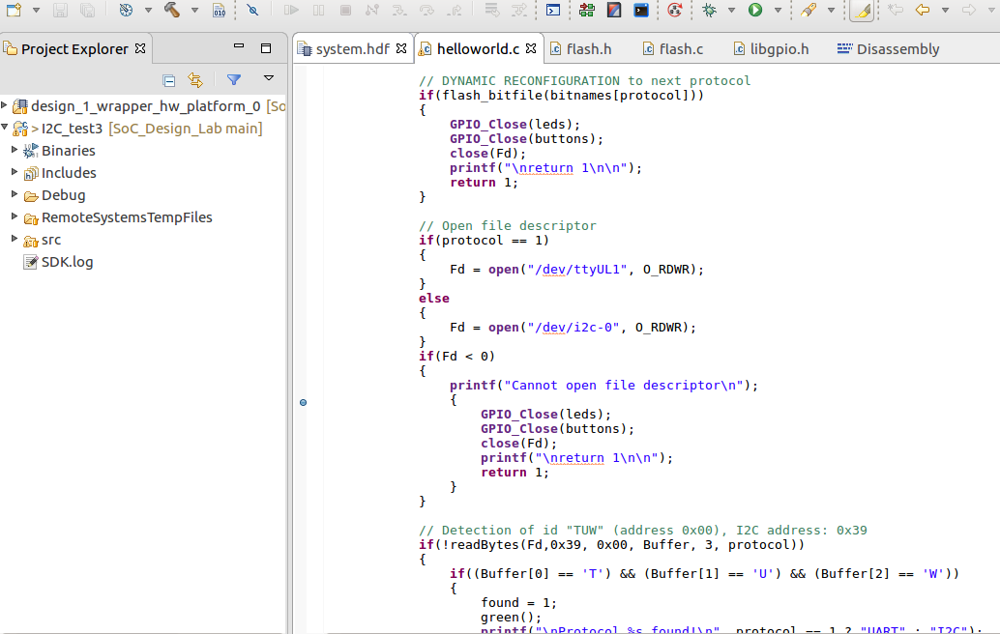 Project Explorer
system.hdf
helloworld.c
flash.h
flash.c
libgpio.h
Disassembly
design_1_wrapper_hw_platform_0 [So
> I2C_test3 [SoC_Design_Lab main]
Binaries
Includes
Debug
RemoteSystemsTempFiles
src
SDK.log
// DYNAMIC RECONFIGURATION to next protocol
if(flash_bitfile(bitnames[protocol]))
{
GPIO_Close(leds);
GPIO_Close(buttons);
close(Fd);
printf("\nreturn 1\n\n");
return 1;
}
// Open file descriptor
if(protocol == 1)
{
Fd = open("/dev/ttyUL1", O_RDWR);
}
else
{
Fd = open("/dev/i2c-0", O_RDWR);
}
if(Fd < 0)
{
printf("Cannot open file descriptor\n");
{
GPIO_Close(leds);
GPIO_Close(buttons);
close(Fd);
printf("\nreturn 1\n\n");
return 1;
}
}
// Detection of id "TUW" (address 0x00), I2C address: 0x39
if(!readBytes(Fd,0x39, 0x00, Buffer, 3, protocol))
{
if((Buffer[0] == 'T') && (Buffer[1] == 'U') && (Buffer[2] == 'W'))
{
found = 1;
green();
printf("\nProtocol %s found!\n", protocol == 1 ? "UART" : "I2C");